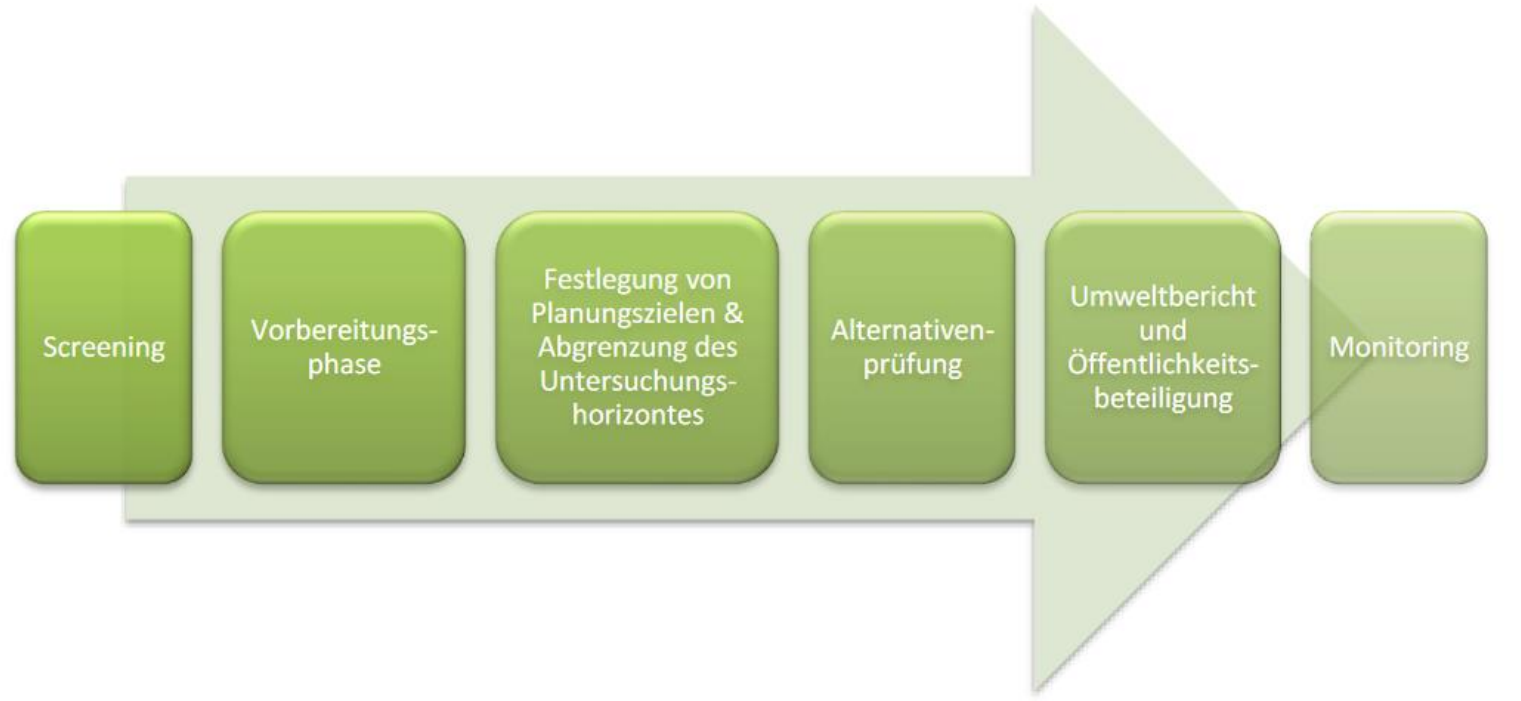 Screening
Vorbereitungs-
phase
Festlegung von
Planungszielen &
Abgrenzung des
Untersuchungs-
horizontes
Alternativen-
prüfung
Umweltbericht
und
Öffentlichkeits-
beteiligung
Monitoring